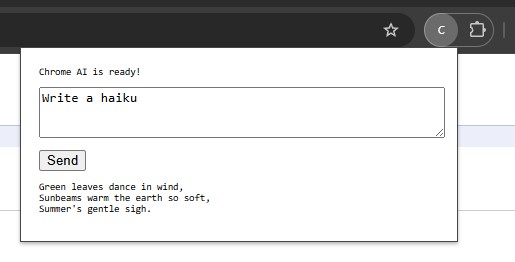 C
Chrome AI is ready!
Write a haiku
Send
Green leaves dance in wind,
Sunbeams warm the earth so soft,
Summer's gentle sigh.